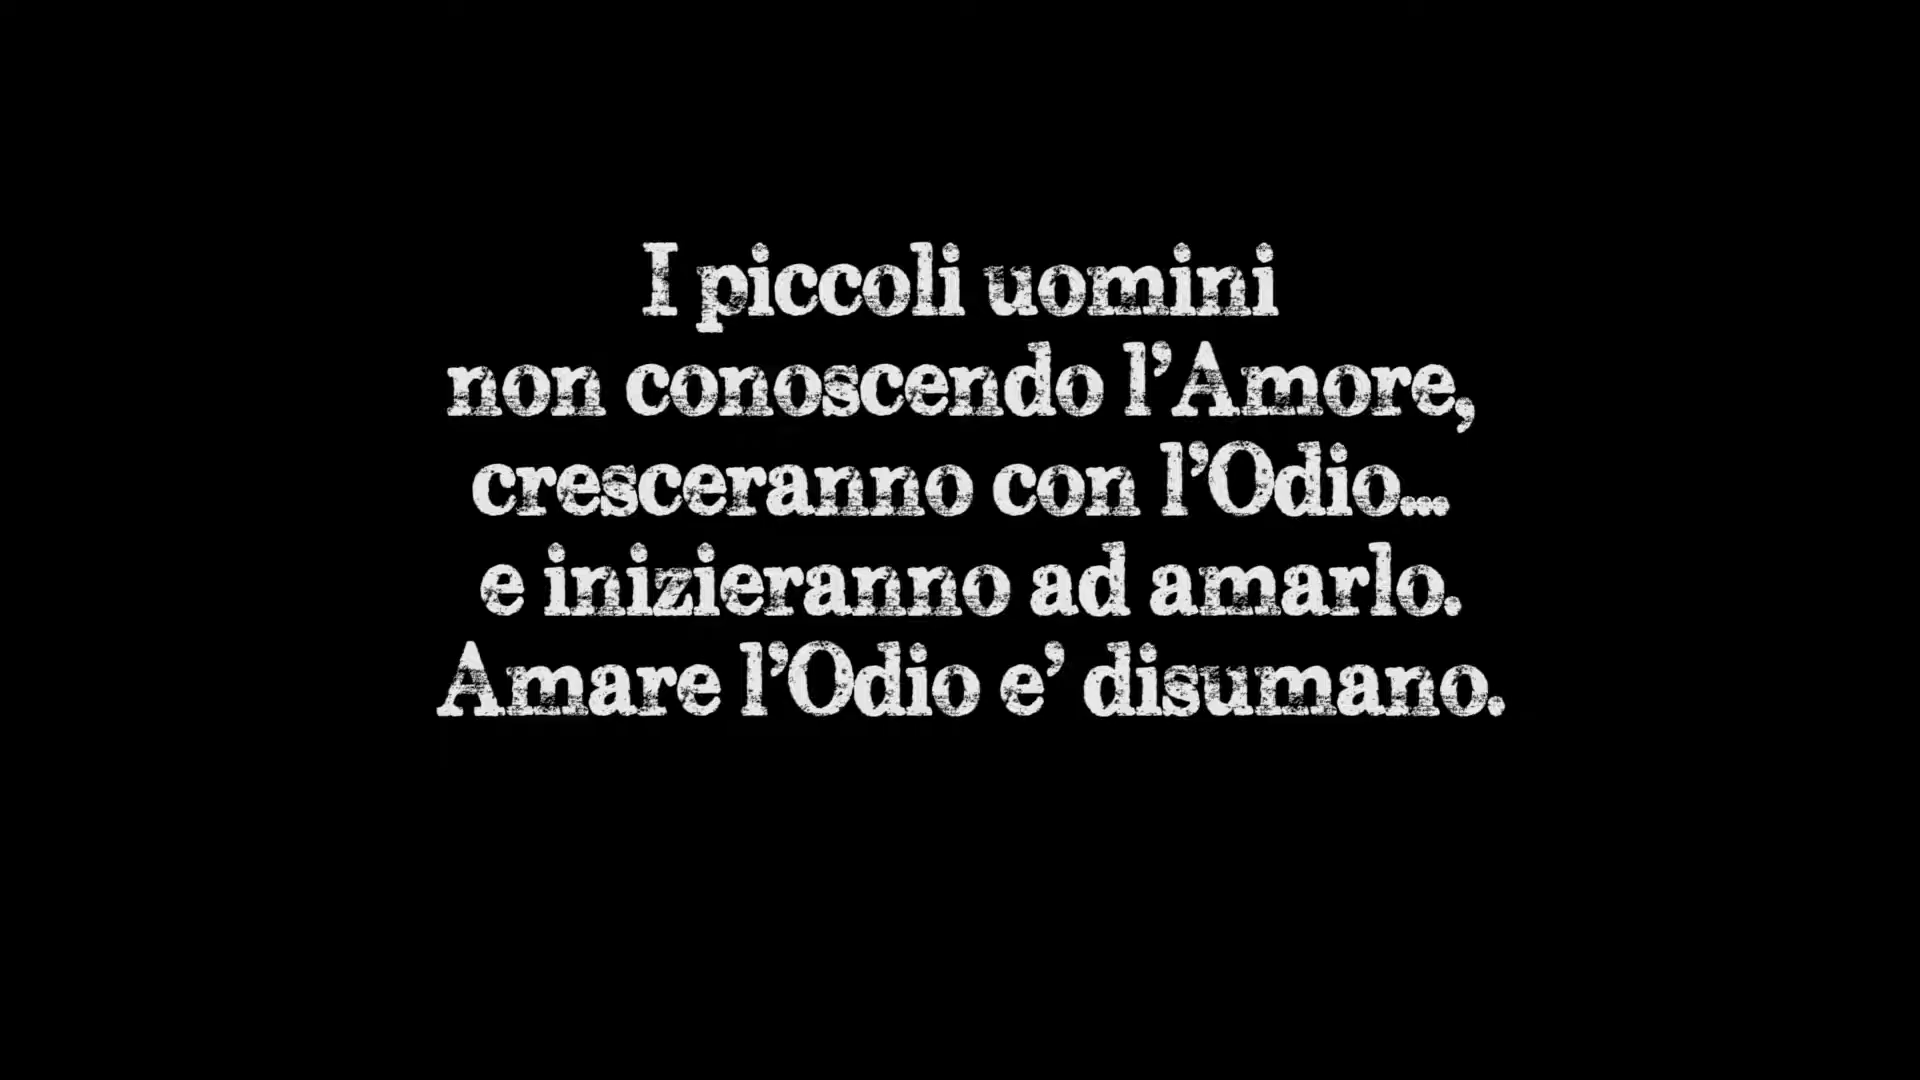 I piccoli uomini
non conoscendo l’Amore,
cresceranno con l’Odio...
e inizieranno ad amarlo.
Amare l’Odio e’ disumano.